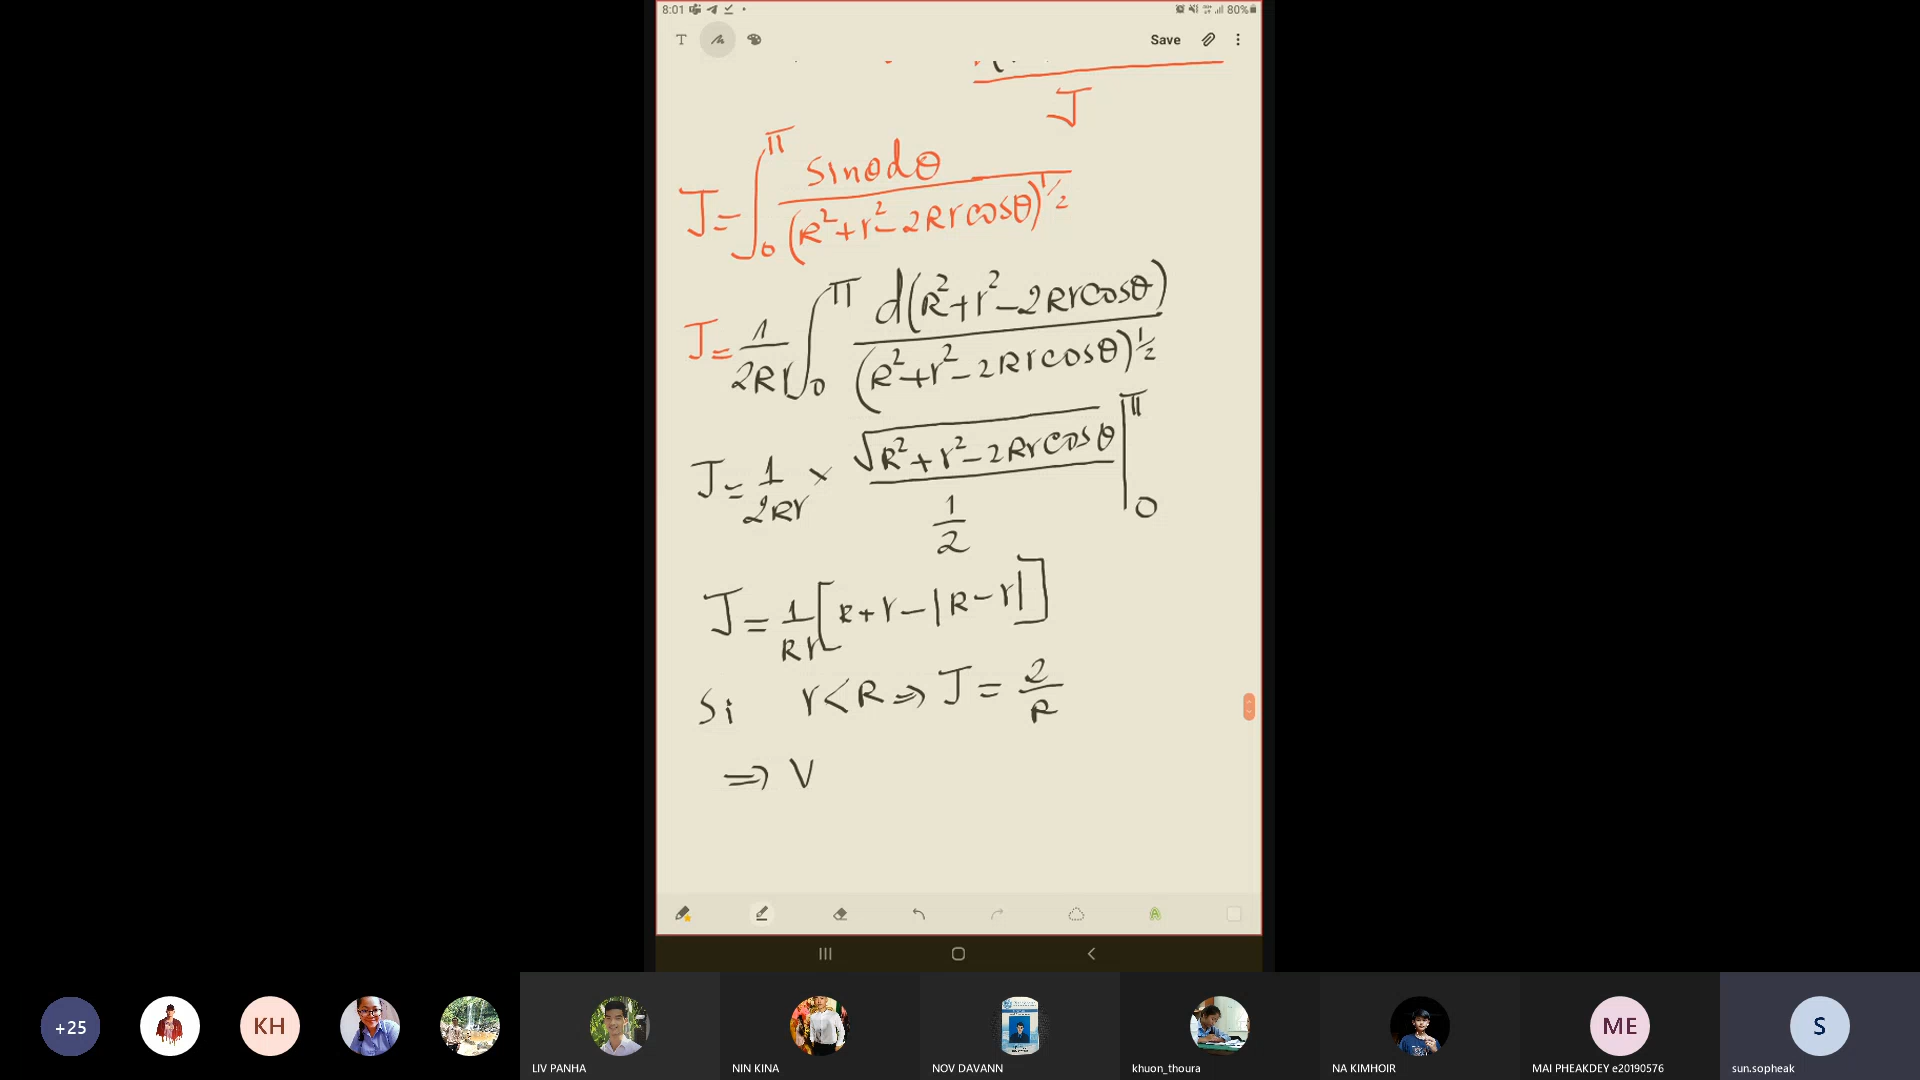 8:01 80%
T Save
J
J = ∫₀^π sinθdθ / (R²+r²-2Rrcosθ)^1/2
J = 1/2Rr ∫₀^π d(R²+r²-2Rrcosθ) / (R²+r²-2Rrcosθ)^1/2
J = 1/2Rr × √(R²+r²-2Rrcosθ) / (1/2) |₀^π
J = 1/Rr [R+r-|R-r|]
Si r<R ⇒ J = 2/R
⇒ V
+25 KH ME S
LIV PANHA NIN KINA NOV DAVANN khuon_thoura NA KIMHOIR MAI PHEAKDEY e20190576 sun.sopheak